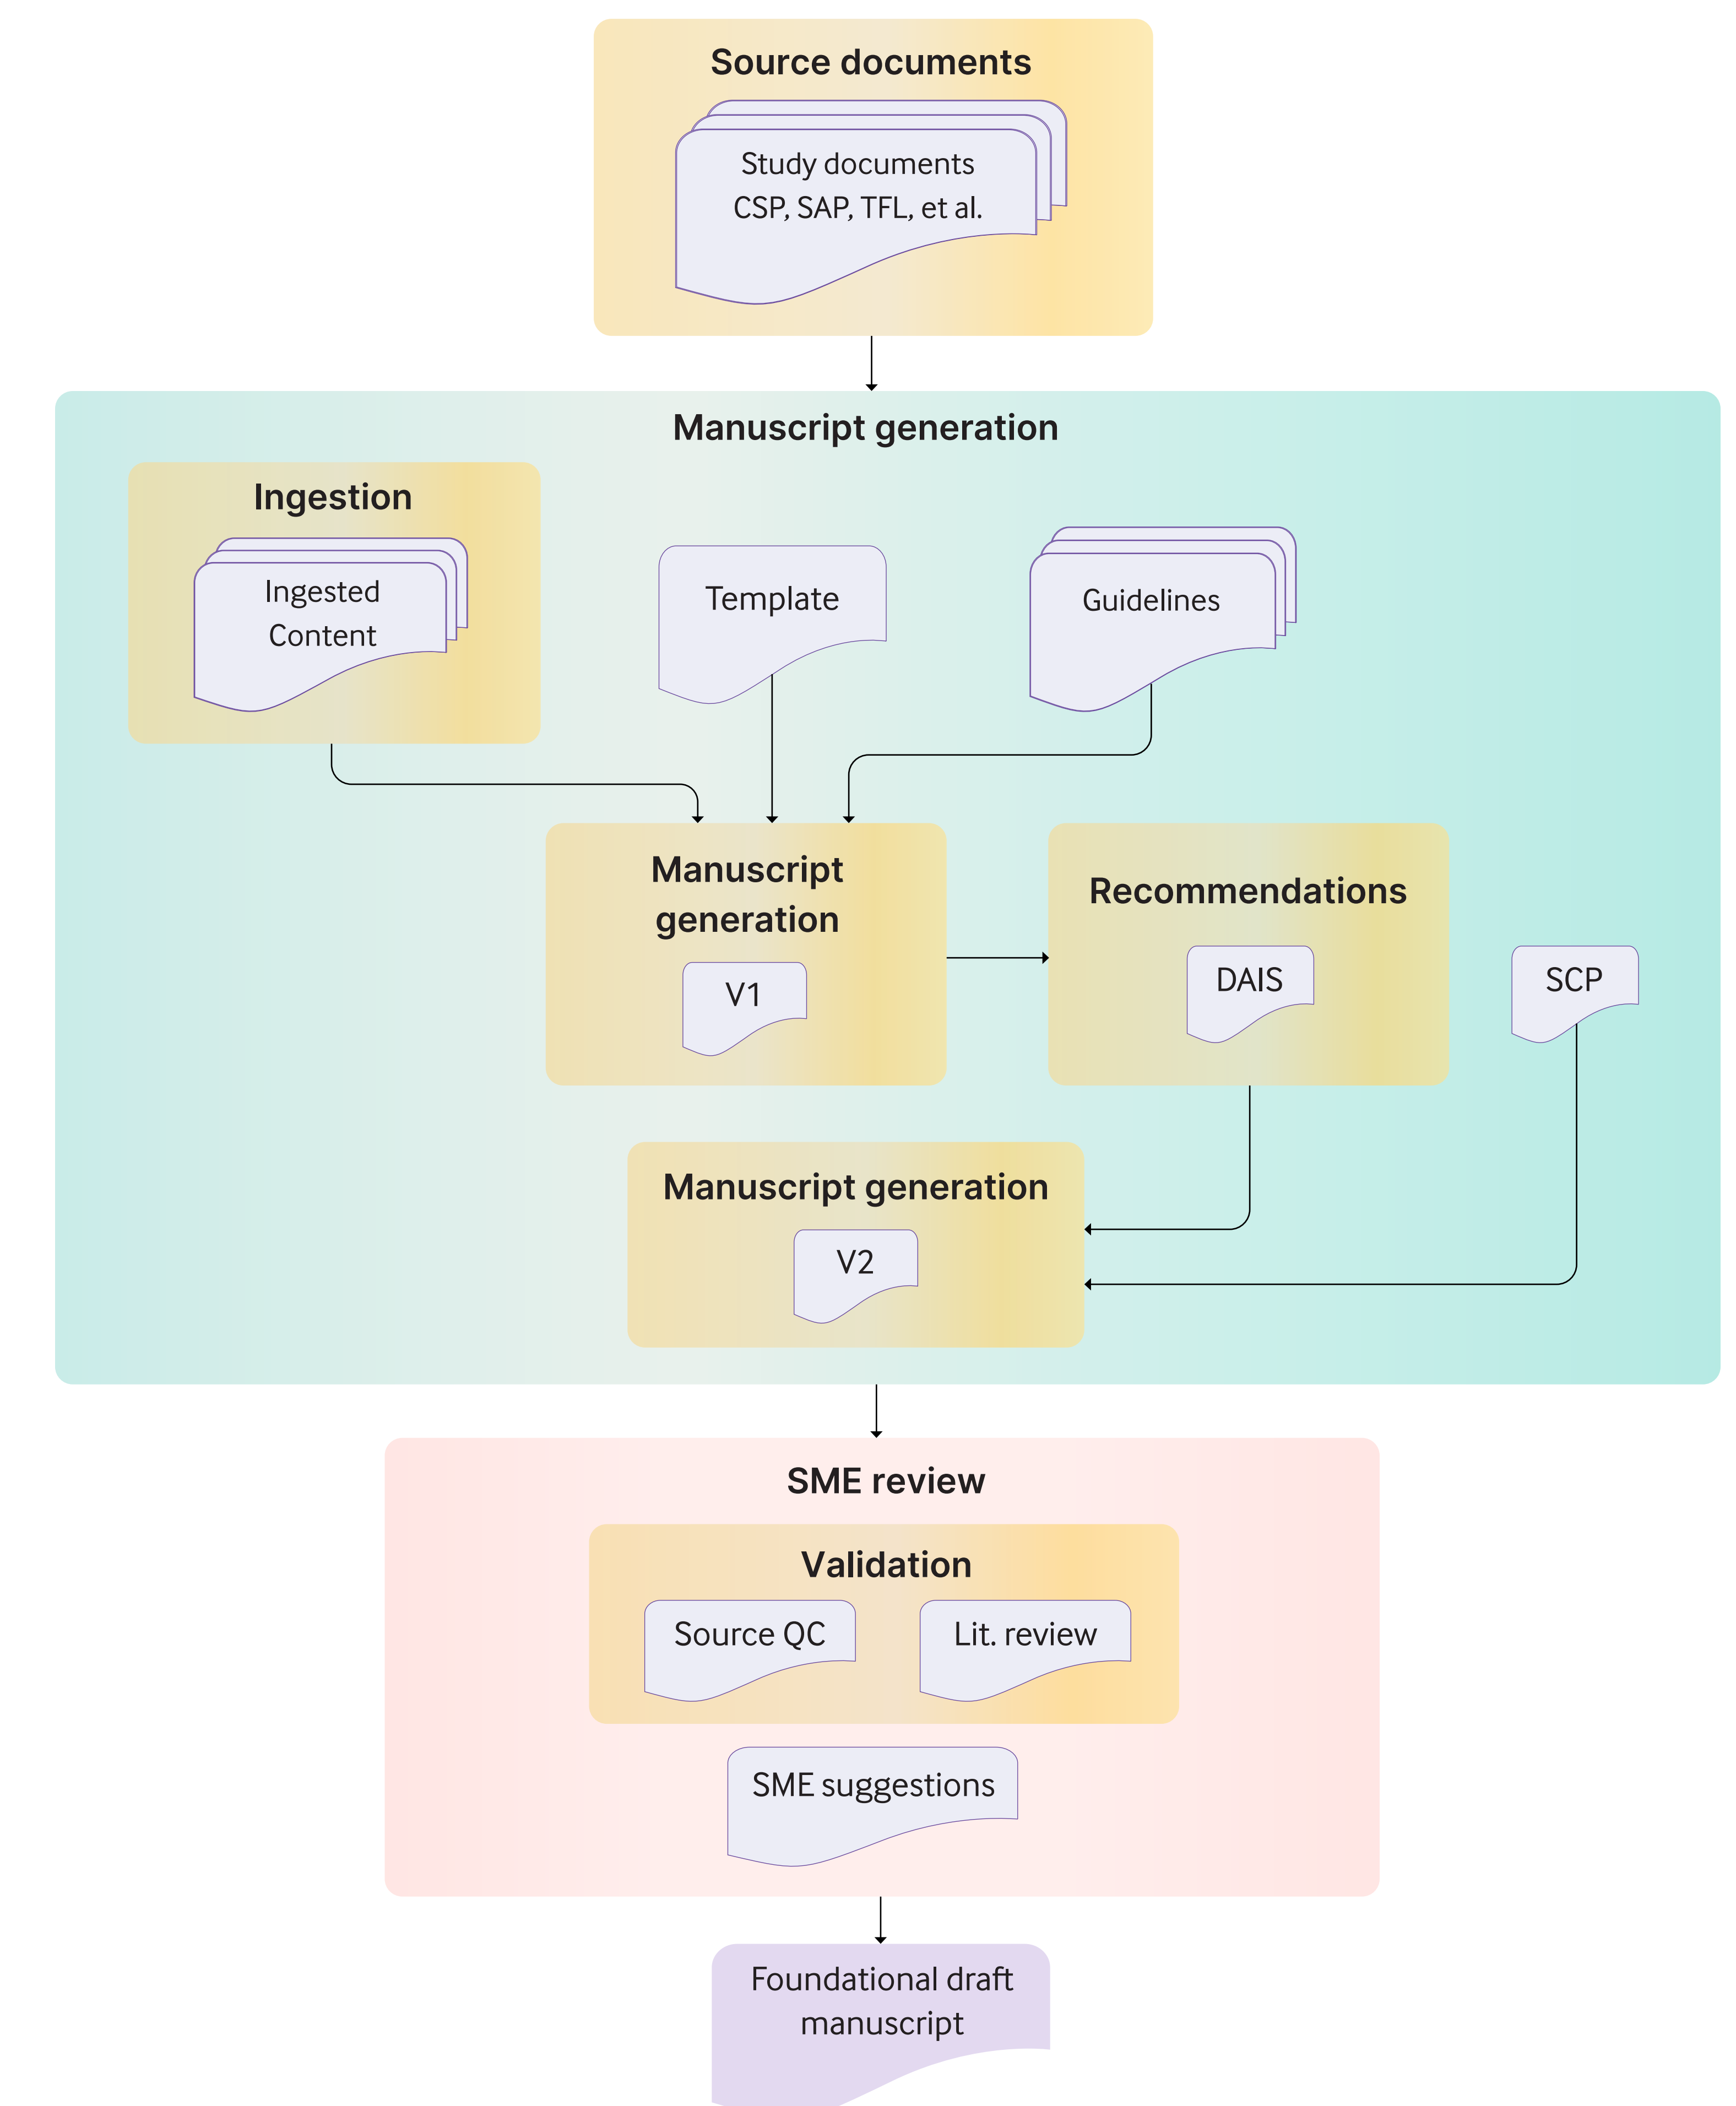 Source documents
Study documents
CSP, SAP, TFL, et al.
Manuscript generation
Ingestion
Ingested
Content
Template
Guidelines
Manuscript
generation
V1
Recommendations
DAIS
SCP
Manuscript generation
V2
SME review
Validation
Source QC
Lit. review
SME suggestions
Foundational draft
manuscript